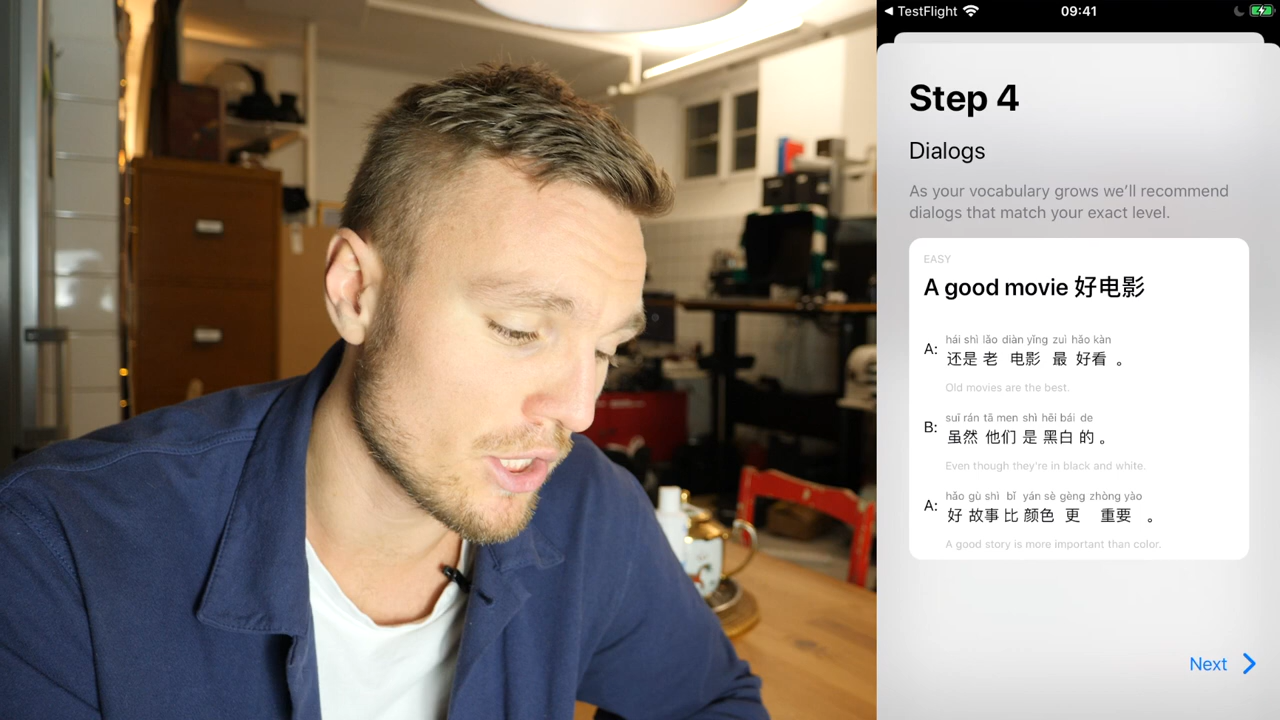 TestFlight
09:41
Step 4
Dialogs
As your vocabulary grows we’ll recommend
dialogs that match your exact level.
EASY
A good movie 好电影
hái shì lǎo diàn yǐng zuì hǎo kàn
A: 还是 老 电影 最 好看 。
Old movies are the best.
suī rán tā men shì hēi bái de
B: 虽然 他们 是 黑白 的 。
Even though they're in black and white.
hǎo gù shì bǐ yán sè gèng zhòng yào
A: 好 故事 比 颜色 更 重要 。
A good story is more important than color.
Next